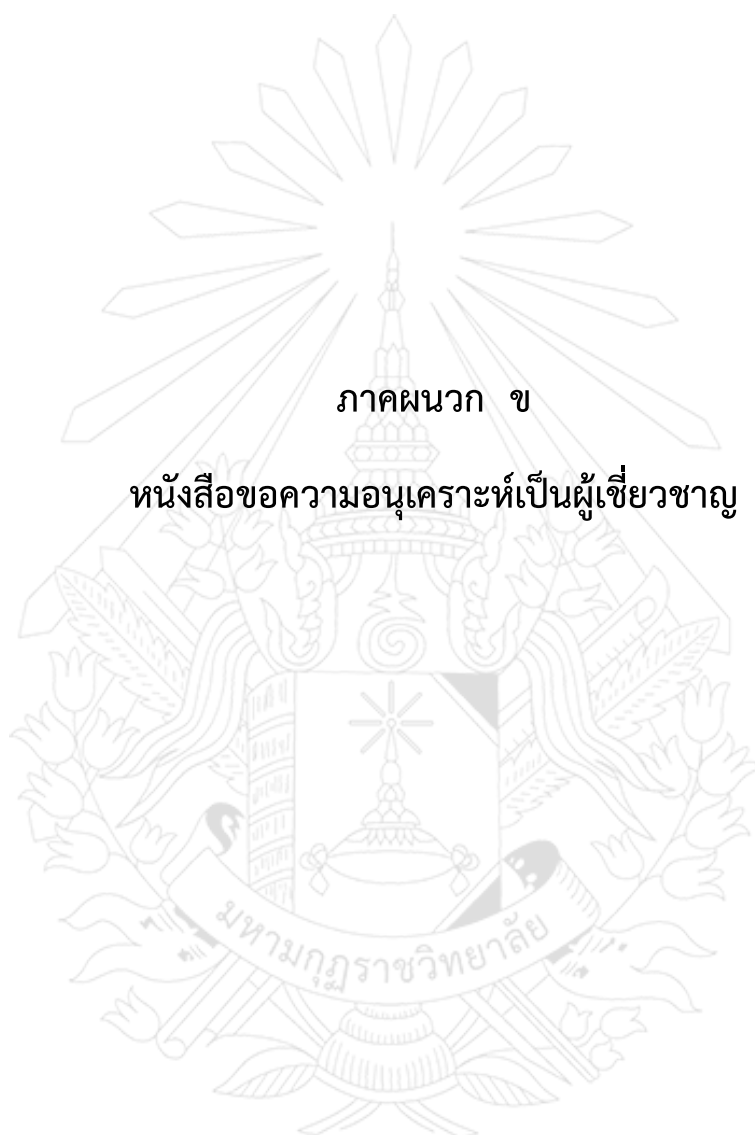 ภาคผนวก ข
หนังสือขอความอนุเคราะห์เป็นผู้เชี่ยวชาญ
มหามกุฏราชวิทยาลัย